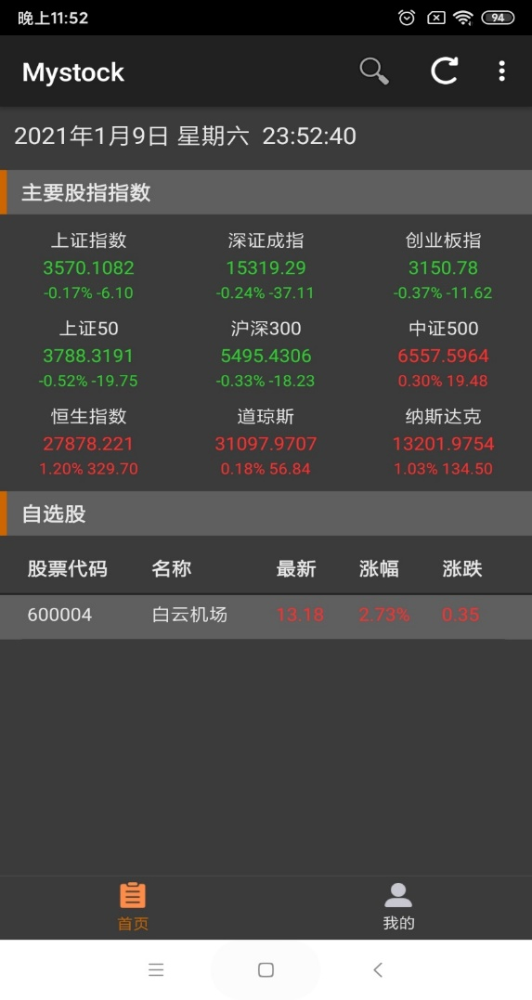 晚上11:52
94
Mystock
2021年1月9日 星期六 23:52:40
主要股指指数
上证指数 深证成指 创业板指
3570.1082 15319.29 3150.78
-0.17% -6.10 -0.24% -37.11 -0.37% -11.62
上证50 沪深300 中证500
3788.3191 5495.4306 6557.5964
-0.52% -19.75 -0.33% -18.23 0.30% 19.48
恒生指数 道琼斯 纳斯达克
27878.221 31097.9707 13201.9754
1.20% 329.70 0.18% 56.84 1.03% 134.50
自选股
股票代码 名称 最新 涨幅 涨跌
600004 白云机场 13.18 2.73% 0.35
首页 我的